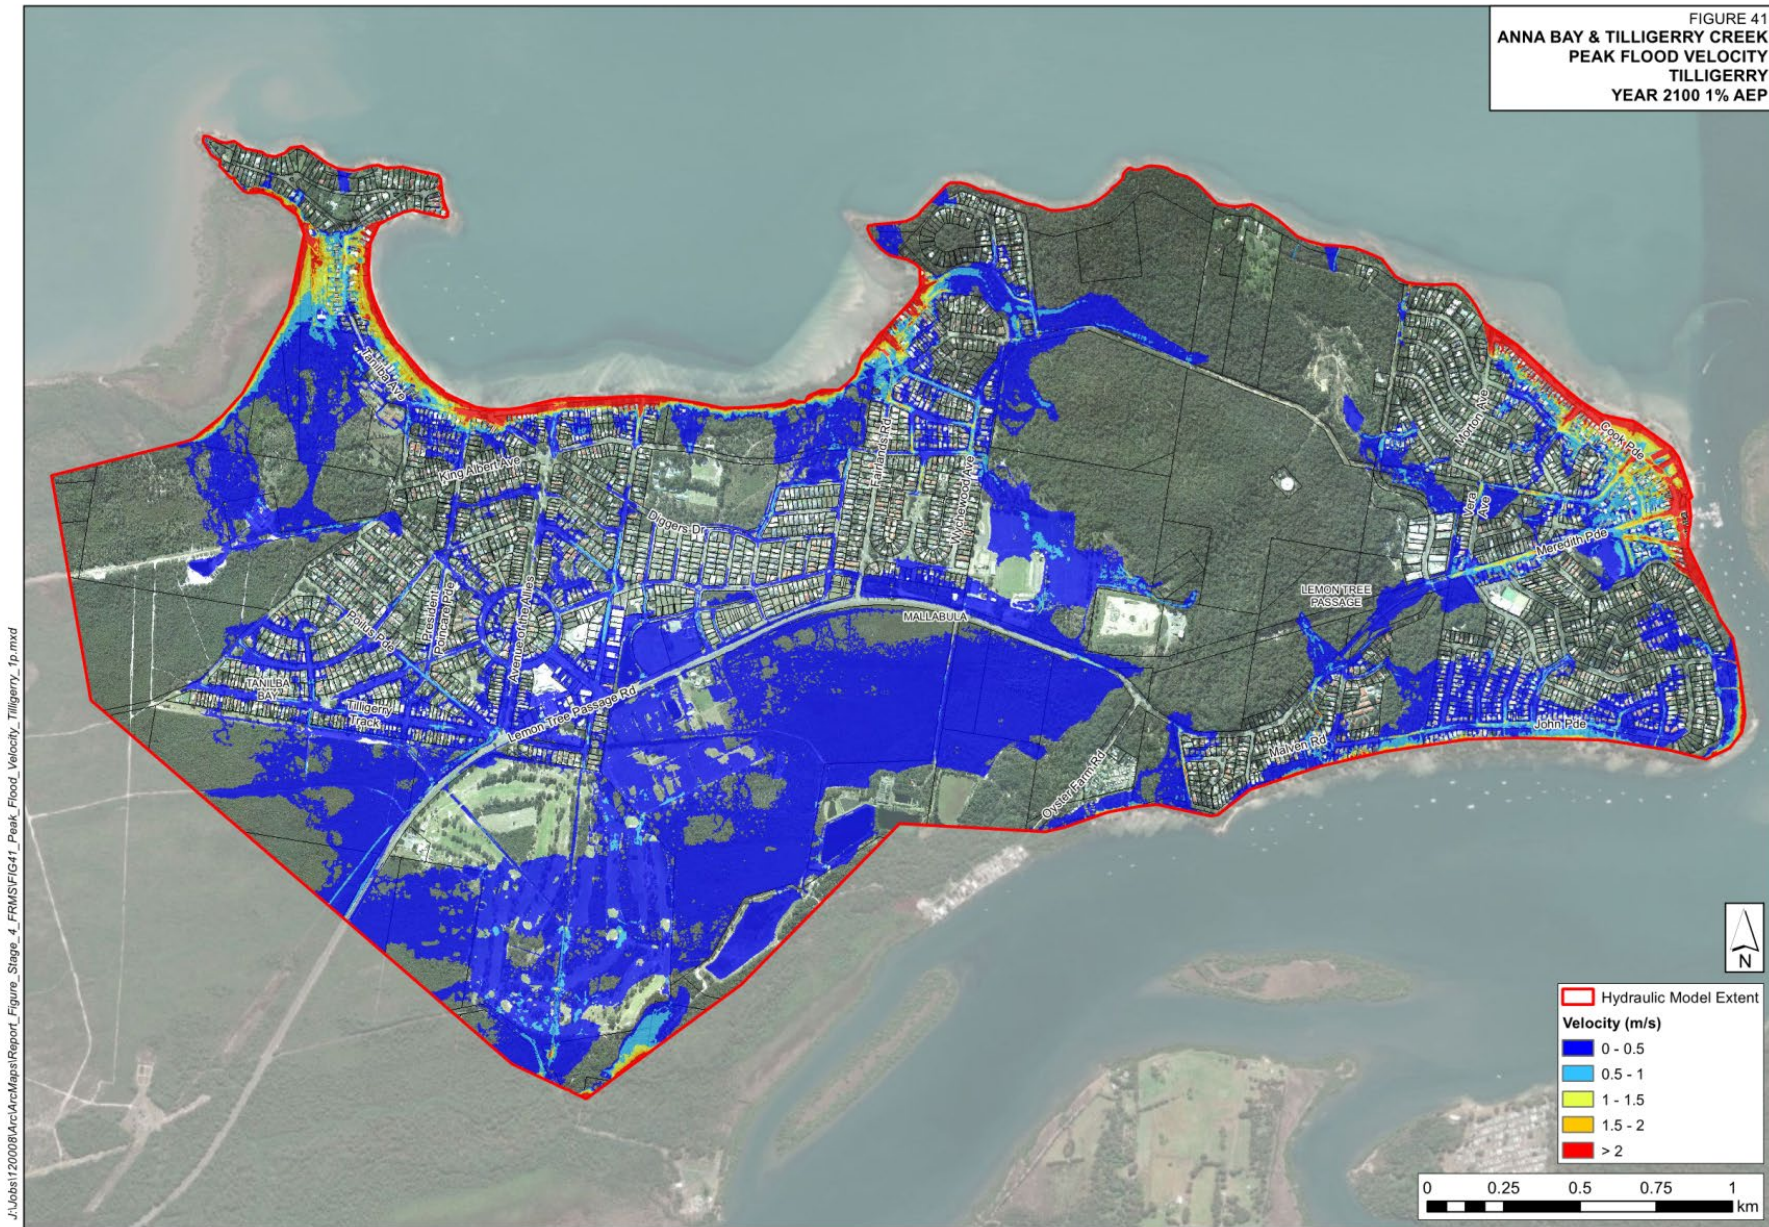 FIGURE 41
ANNA BAY & TILLIGERRY CREEK
PEAK FLOOD VELOCITY
TILLIGERRY
YEAR 2100 1% AEP
Tanilba Ave
King Albert Ave
Fairlands Rd
Wychewood Ave
Diggers Dr
Morton Ave
Cook Pde
Vera
Ave
Meredith Pde
LEMON TREE
PASSAGE
MALLABULA
President
Poincare Pde
Poilus Pde
Avenue of the Allies
TANILBA
BAY
Tilligerry
Track
Lemon Tree Passage Rd
Oyster Farm Rd
Malven Rd
John Pde
N
Hydraulic Model Extent
Velocity (m/s)
0 - 0.5
0.5 - 1
1 - 1.5
1.5 - 2
> 2
0 0.25 0.5 0.75 1
km
J:\Jobs\120008\Arc\ArcMaps\Report_Figure_Stage_4_FRMS\FIG41_Peak_Flood_Velocity_Tilligerry_1p.mxd